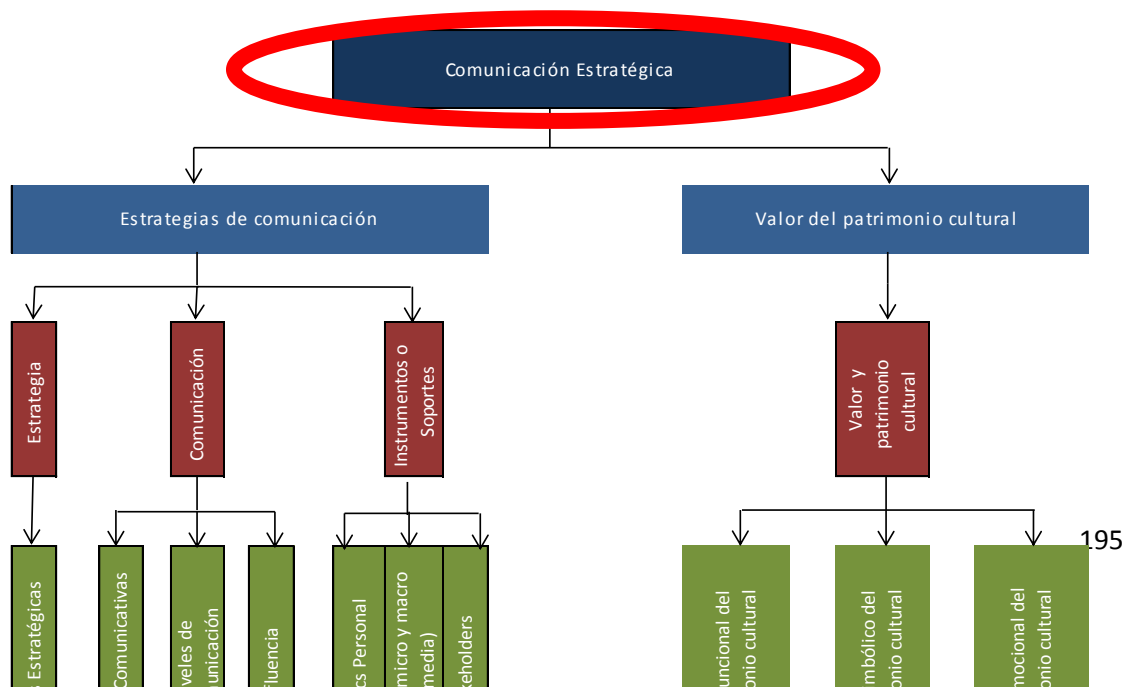 Comunicación Estratégica
Estrategias de comunicación
Valor del patrimonio cultural
Estrategia
Comunicación
Instrumentos o
Soportes
Valor y
patrimonio
cultural
195
Estratégicas
Comunicativas
veles de
unicación
fluencia
cs Personal
micro y macro
media)
keholders
uncional del
onio cultural
mbólico del
onio cultural
mocional del
onio cultural